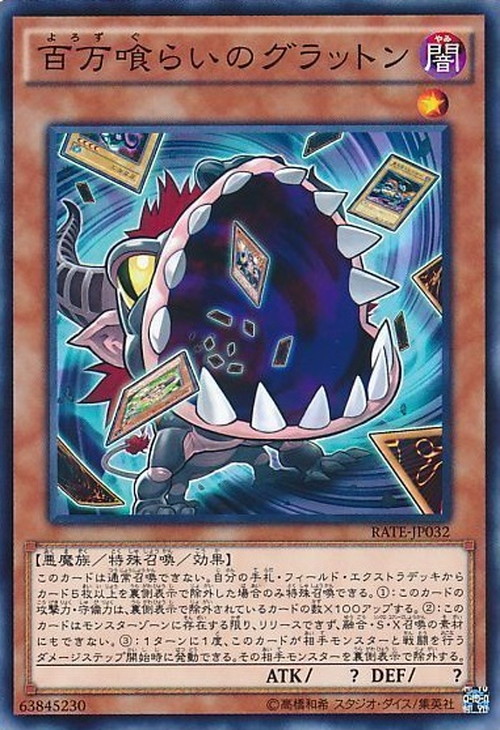 よろずぐ
百万喰らいのグラットン
やみ
闇
RATE-JP032
【悪魔族／特殊召喚／効果】
このカードは通常召喚できない。自分の手札・フィールド・エクストラデッキから
カード5枚以上を裏側表示で除外した場合のみ特殊召喚できる。①：このカードの
攻撃力・守備力は、裏側表示で除外されているカードの数×100アップする。②：この
カードはモンスターゾーンに存在する限り、リリースできず、融合・S・X召喚の素材
にもできない。③：1ターンに1度、このカードが相手モンスターと戦闘を行う
ダメージステップ開始時に発動できる。その相手モンスターを裏側表示で除外する。
ATK/ ? DEF/ ?
63845230 ©高橋和希 スタジオ・ダイス/集英社